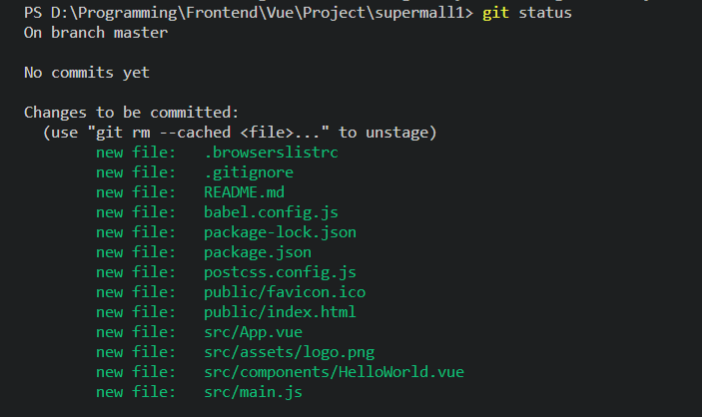 PS D:\Programming\Frontend\Vue\Project\supermall1> git status
On branch master
No commits yet
Changes to be committed:
(use "git rm --cached <file>..." to unstage)
new file: .browserslistrc
new file: .gitignore
new file: README.md
new file: babel.config.js
new file: package-lock.json
new file: package.json
new file: postcss.config.js
new file: public/favicon.ico
new file: public/index.html
new file: src/App.vue
new file: src/assets/logo.png
new file: src/components/HelloWorld.vue
new file: src/main.js